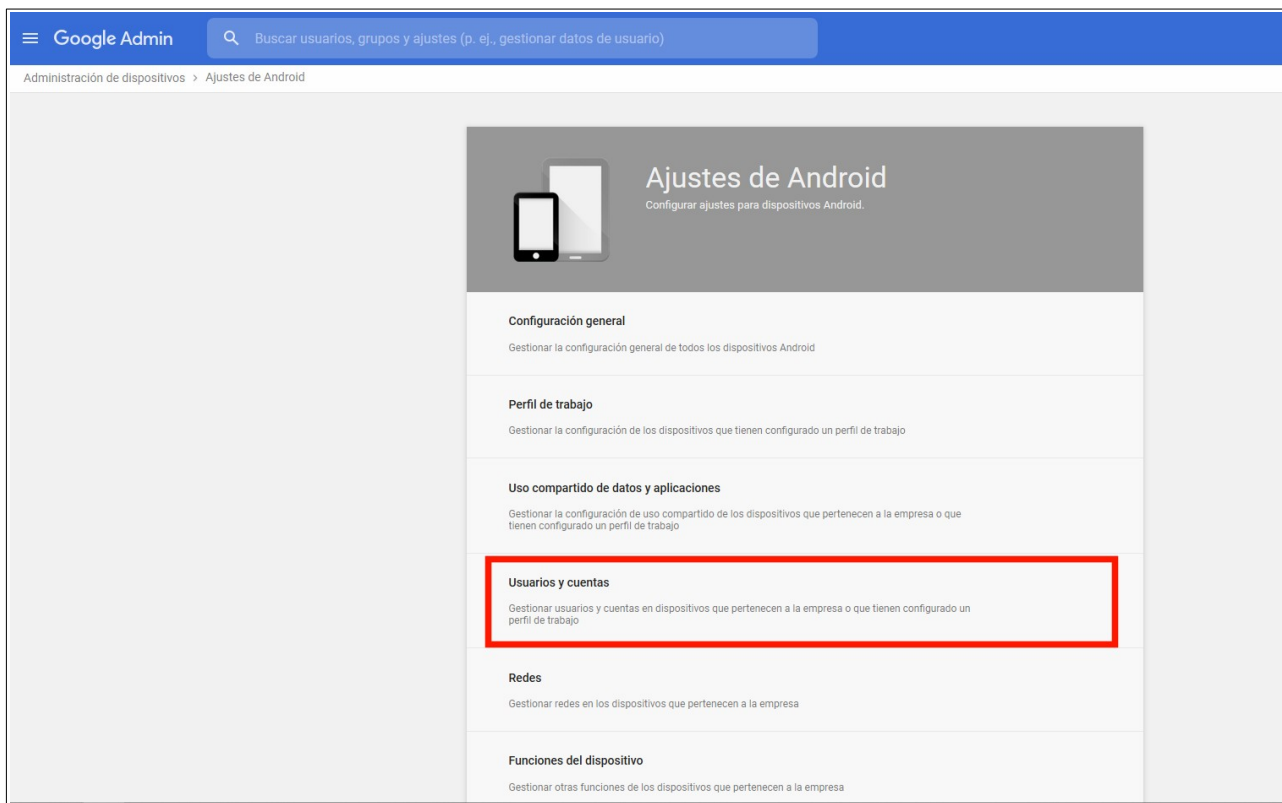 Google Admin
Buscar usuarios, grupos y ajustes (p. ej., gestionar datos de usuario)
Administración de dispositivos > Ajustes de Android
Ajustes de Android
Configurar ajustes para dispositivos Android.
Configuración general
Gestionar la configuración general de todos los dispositivos Android
Perfil de trabajo
Gestionar la configuración de los dispositivos que tienen configurado un perfil de trabajo
Uso compartido de datos y aplicaciones
Gestionar la configuración de uso compartido de los dispositivos que pertenecen a la empresa o que
tienen configurado un perfil de trabajo
Usuarios y cuentas
Gestionar usuarios y cuentas en dispositivos que pertenecen a la empresa o que tienen configurado un
perfil de trabajo
Redes
Gestionar redes en los dispositivos que pertenecen a la empresa
Funciones del dispositivo
Gestionar otras funciones de los dispositivos que pertenecen a la empresa